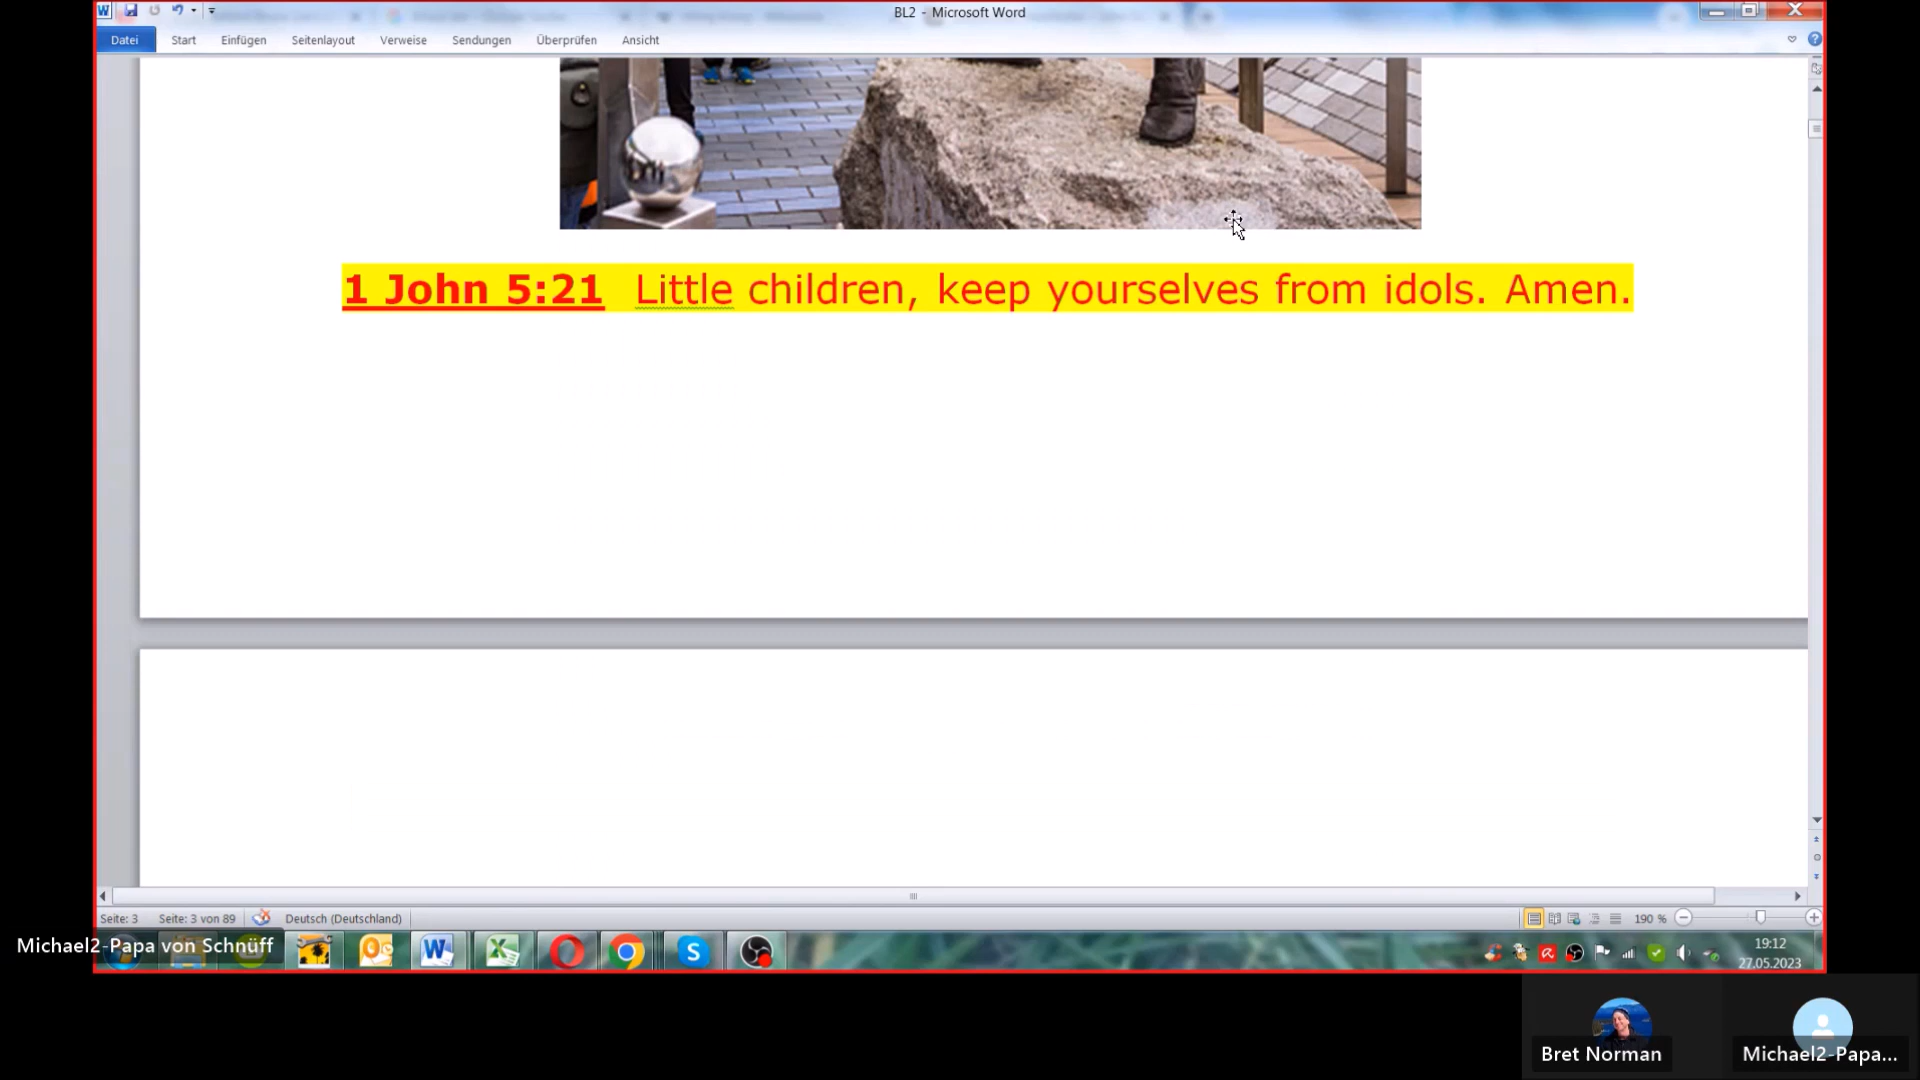 BL2 - Microsoft Word
Datei Start Einfügen Seitenlayout Verweise Sendungen Überprüfen Ansicht
1 John 5:21 Little children, keep yourselves from idols. Amen.
Seite: 3 Seite: 3 von 89 Deutsch (Deutschland) 190 %
Michael2-Papa von Schnüff
19:12
27.05.2023
Bret Norman Michael2-Papa...